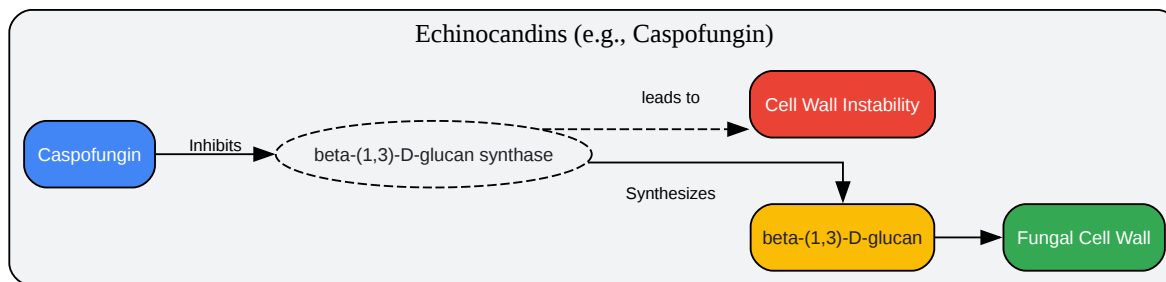 Echinocandins (e.g., Caspofungin)
leads to
Cell Wall Instability
Caspofungin
Inhibits
beta-(1,3)-D-glucan synthase
Synthesizes
beta-(1,3)-D-glucan
Fungal Cell Wall